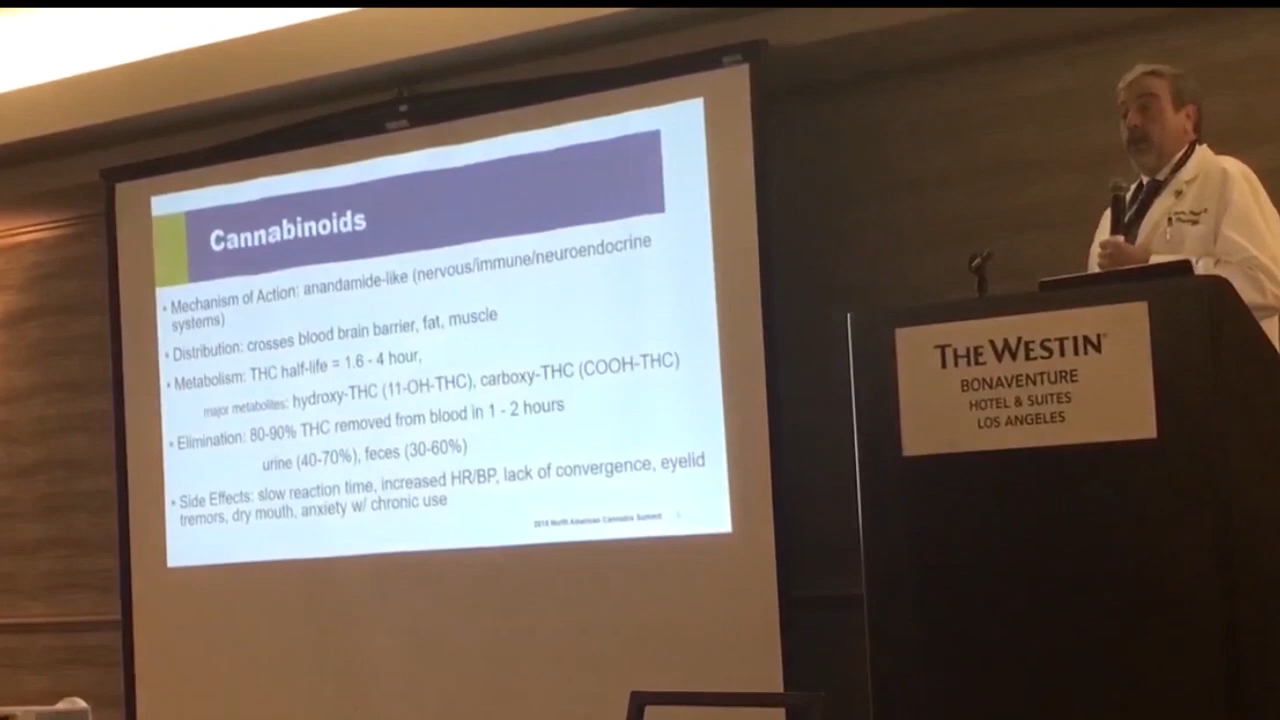 Cannabinoids
• Mechanism of Action: anandamide-like (nervous/immune/neuroendocrine
systems)
• Distribution: crosses blood brain barrier, fat, muscle
• Metabolism: THC half-life = 1.6 - 4 hour,
major metabolites: hydroxy-THC (11-OH-THC), carboxy-THC (COOH-THC)
• Elimination: 80-90% THC removed from blood in 1 - 2 hours
urine (40-70%), feces (30-60%)
• Side Effects: slow reaction time, increased HR/BP, lack of convergence, eyelid
tremors, dry mouth, anxiety w/ chronic use
North American Cannabis Summit
THE WESTIN
BONAVENTURE
HOTEL & SUITES
LOS ANGELES